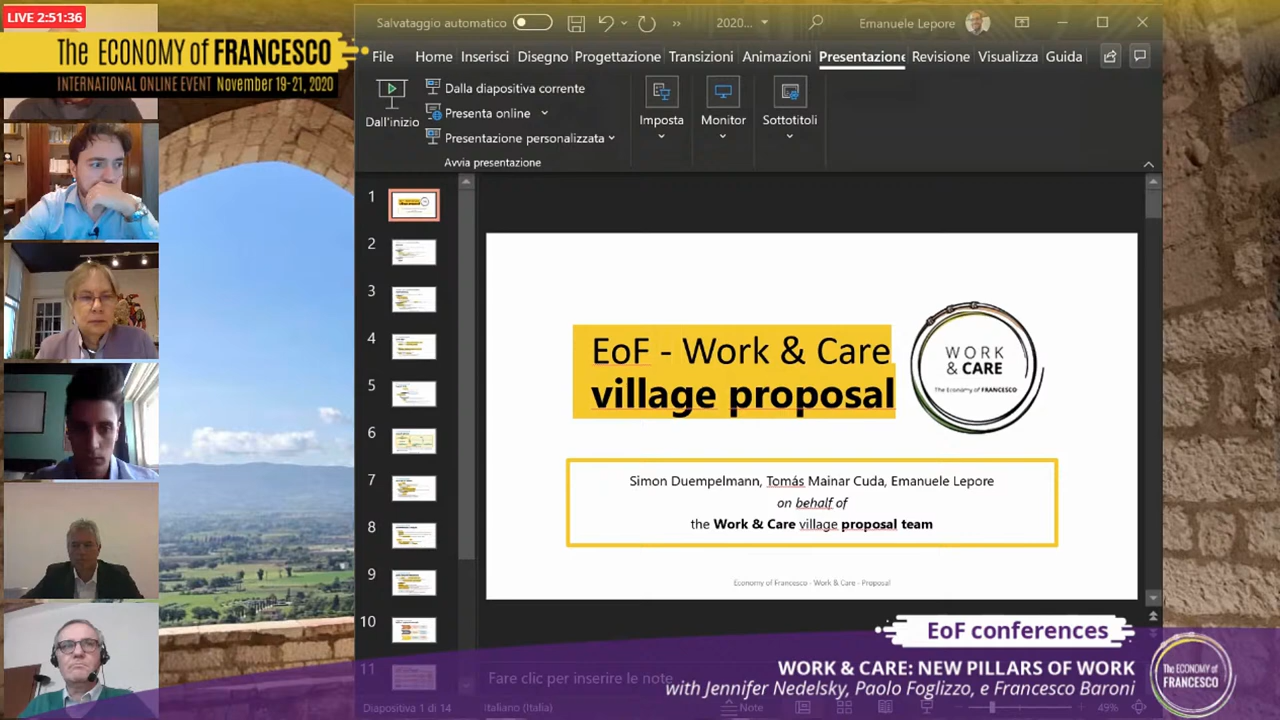 LIVE 2:51:36
The ECONOMY of FRANCESCO
INTERNATIONAL ONLINE EVENT November 19-21, 2020
Salvataggio automatico
2020...
Emanuele Lepore
File Home Inserisci Disegno Progettazione Transizioni Animazioni Presentazione Revisione Visualizza Guida
Dall'inizio
Dalla diapositiva corrente
Presenta online
Presentazione personalizzata
Avvia presentazione
Imposta
Monitor
Sottotitoli
1
2
3
4
5
6
7
8
9
10
11
EoF - Work & Care
village proposal
WORK
& CARE
The Economy of FRANCESCO
Simon Duempelmann, Tomás Mainar Cuda, Emanuele Lepore
on behalf of
the Work & Care village proposal team
Economy of Francesco - Work & Care - Proposal
Fare clic per inserire le note
Diapositiva 1 di 14
Italiano (Italia)
Note
49%
EoF conferences
WORK & CARE: NEW PILLARS OF WORK
with Jennifer Nedelsky, Paolo Foglizzo, e Francesco Baroni
The ECONOMY of
FRANCESCO